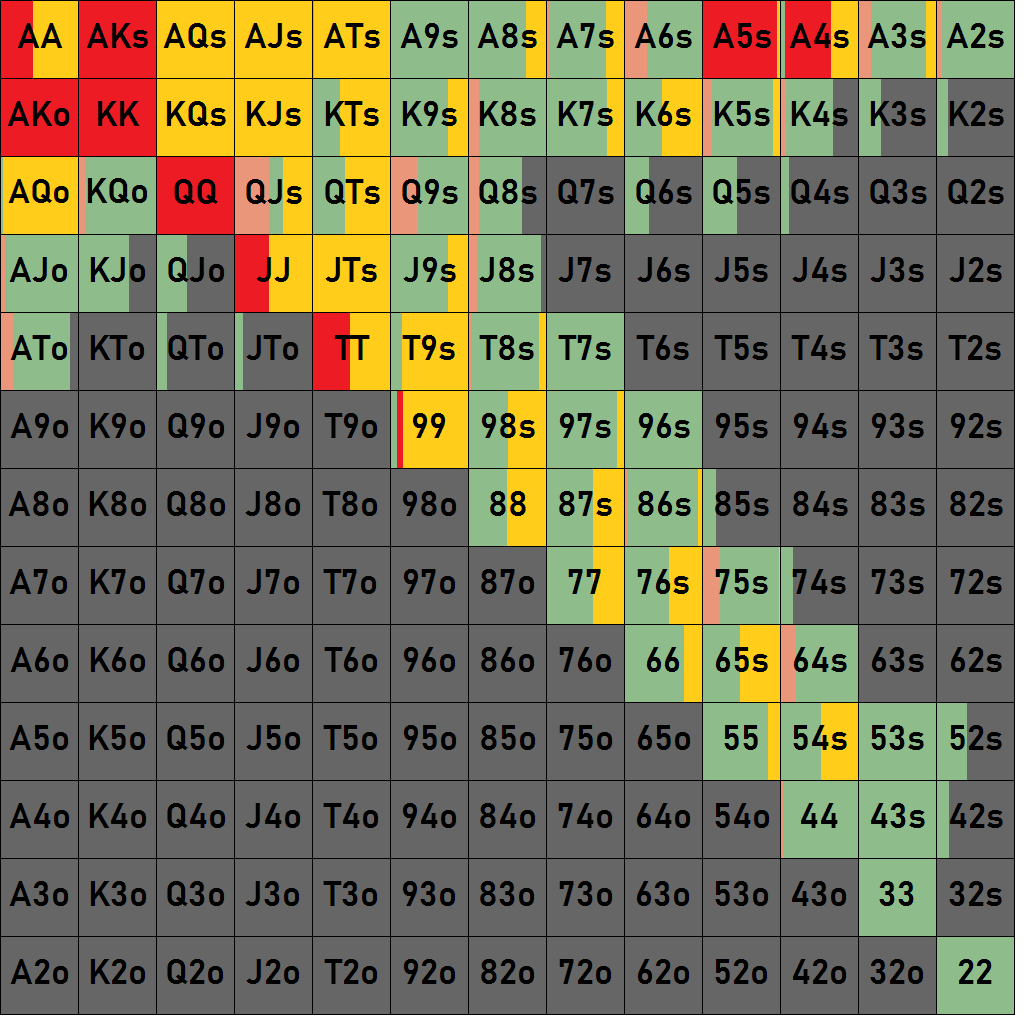 AA AKs AQs AJs ATs A9s A8s A7s A6s A5s A4s A3s A2s
AKo KK KQs KJs KTs K9s K8s K7s K6s K5s K4s K3s K2s
AQo KQo QQ QJs QTs Q9s Q8s Q7s Q6s Q5s Q4s Q3s Q2s
AJo KJo QJo JJ JTs J9s J8s J7s J6s J5s J4s J3s J2s
ATo KTo QTo JTo TT T9s T8s T7s T6s T5s T4s T3s T2s
A9o K9o Q9o J9o T9o 99 98s 97s 96s 95s 94s 93s 92s
A8o K8o Q8o J8o T8o 98o 88 87s 86s 85s 84s 83s 82s
A7o K7o Q7o J7o T7o 97o 87o 77 76s 75s 74s 73s 72s
A6o K6o Q6o J6o T6o 96o 86o 76o 66 65s 64s 63s 62s
A5o K5o Q5o J5o T5o 95o 85o 75o 65o 55 54s 53s 52s
A4o K4o Q4o J4o T4o 94o 84o 74o 64o 54o 44 43s 42s
A3o K3o Q3o J3o T3o 93o 83o 73o 63o 53o 43o 33 32s
A2o K2o Q2o J2o T2o 92o 82o 72o 62o 52o 42o 32o 22